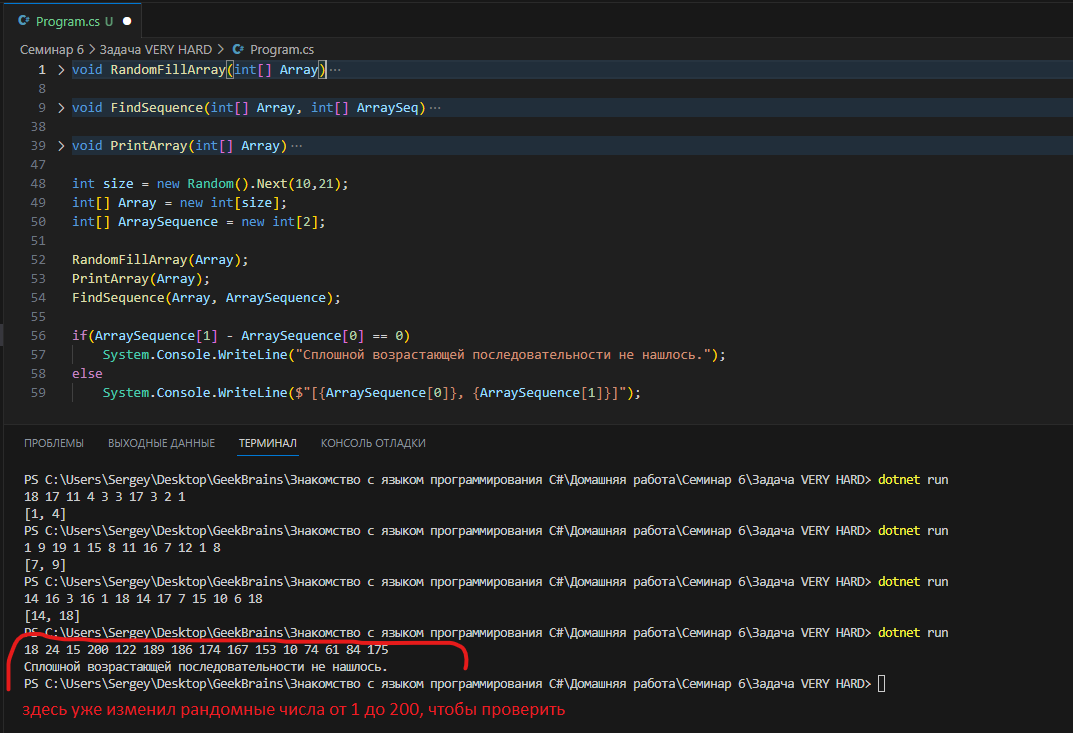 Program.cs U
Семинар 6 > Задача VERY HARD > Program.cs
1 void RandomFillArray(int[] Array) ...
8
9 void FindSequence(int[] Array, int[] ArraySeq) ...
38
39 void PrintArray(int[] Array) ...
47
48 int size = new Random().Next(10,21);
49 int[] Array = new int[size];
50 int[] ArraySequence = new int[2];
51
52 RandomFillArray(Array);
53 PrintArray(Array);
54 FindSequence(Array, ArraySequence);
55
56 if(ArraySequence[1] - ArraySequence[0] == 0)
57 System.Console.WriteLine("Сплошной возрастающей последовательности не нашлось.");
58 else
59 System.Console.WriteLine($"[{ArraySequence[0]}, {ArraySequence[1]}]");
ПРОБЛЕМЫ ВЫХОДНЫЕ ДАННЫЕ ТЕРМИНАЛ КОНСОЛЬ ОТЛАДКИ
PS C:\Users\Sergey\Desktop\GeekBrains\Знакомство с языком программирования C#\Домашняя работа\Семинар 6\Задача VERY HARD> dotnet run
18 17 11 4 3 3 17 3 2 1
[1, 4]
PS C:\Users\Sergey\Desktop\GeekBrains\Знакомство с языком программирования C#\Домашняя работа\Семинар 6\Задача VERY HARD> dotnet run
1 9 19 1 15 8 11 16 7 12 1 8
[7, 9]
PS C:\Users\Sergey\Desktop\GeekBrains\Знакомство с языком программирования C#\Домашняя работа\Семинар 6\Задача VERY HARD> dotnet run
14 16 3 16 1 18 14 17 7 15 10 6 18
[14, 18]
PS C:\Users\Sergey\Desktop\GeekBrains\Знакомство с языком программирования C#\Домашняя работа\Семинар 6\Задача VERY HARD> dotnet run
18 24 15 200 122 189 186 174 167 153 10 74 61 84 175
Сплошной возрастающей последовательности не нашлось.
PS C:\Users\Sergey\Desktop\GeekBrains\Знакомство с языком программирования C#\Домашняя работа\Семинар 6\Задача VERY HARD>
здесь уже изменил рандомные числа от 1 до 200, чтобы проверить